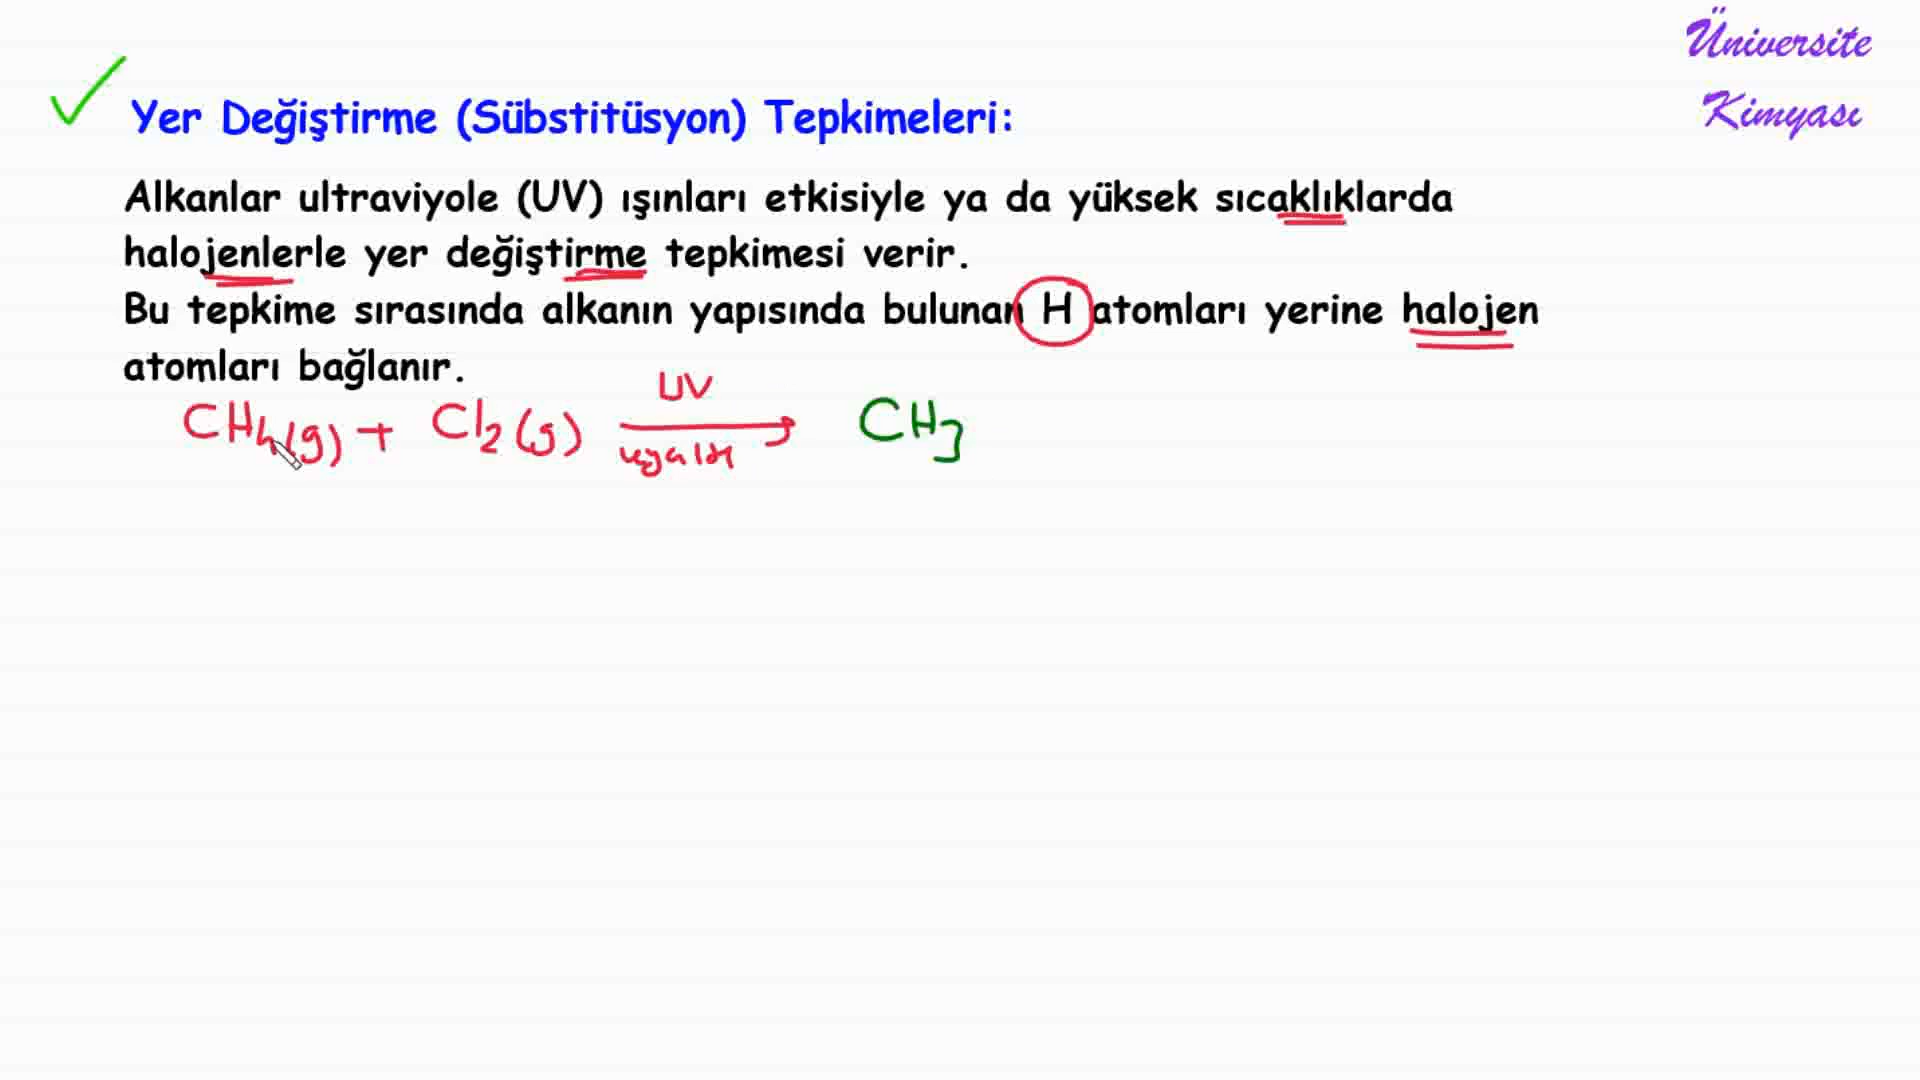 Üniversite
Kimyası
Yer Değiştirme (Sübstitüsyon) Tepkimeleri:
Alkanlar ultraviyole (UV) ışınları etkisiyle ya da yüksek sıcaklıklarda
halojenlerle yer değiştirme tepkimesi verir.
Bu tepkime sırasında alkanın yapısında bulunan H atomları yerine halojen
atomları bağlanır.
CH4(g) + Cl2(g) UV → CH3